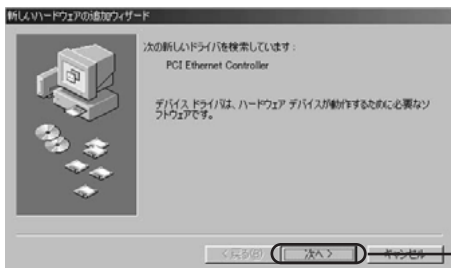 新しいハードウェアの追加ウィザード
次の新しいドライバを検索しています :
PCI Ethernet Controller
デバイス ドライバは、ハードウェア デバイスが動作するために必要なソ
フトウェアです。
< 戻る(B)
次へ >
キャンセル